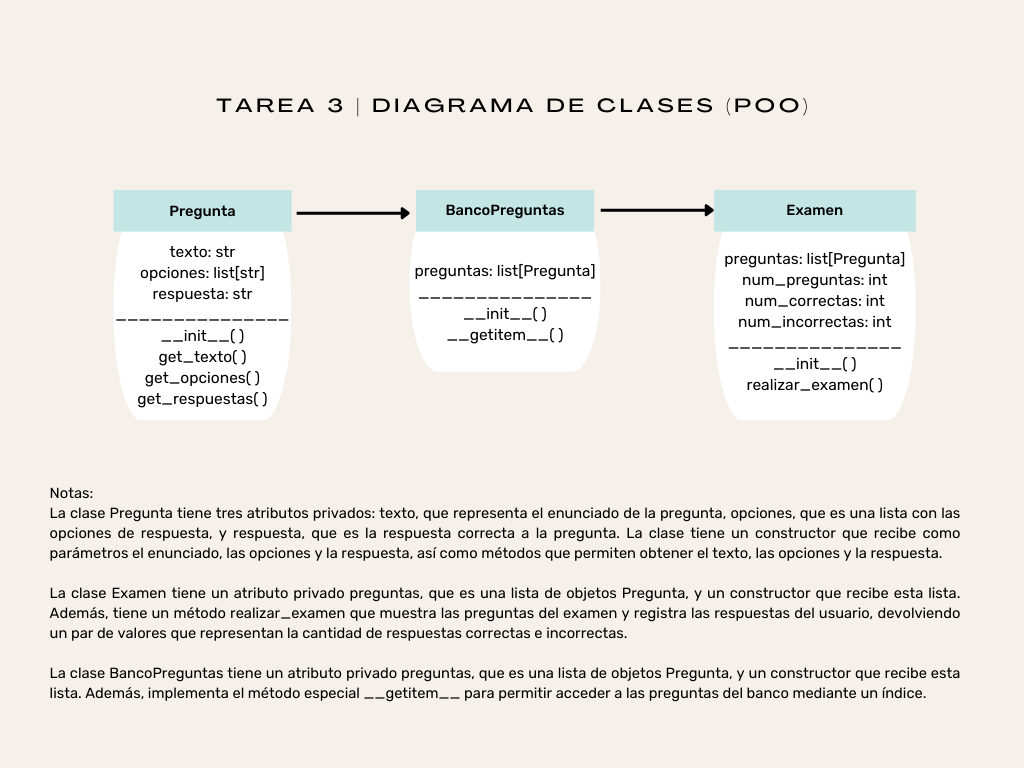 TAREA 3 | DIAGRAMA DE CLASES (POO)
Pregunta
texto: str
opciones: list[str]
respuesta: str
_______________
__init__( )
get_texto( )
get_opciones( )
get_respuestas( )
BancoPreguntas
preguntas: list[Pregunta]
_______________
__init__( )
__getitem__( )
Examen
preguntas: list[Pregunta]
num_preguntas: int
num_correctas: int
num_incorrectas: int
_______________
__init__( )
realizar_examen( )
Notas:
La clase Pregunta tiene tres atributos privados: texto, que representa el enunciado de la pregunta, opciones, que es una lista con las
opciones de respuesta, y respuesta, que es la respuesta correcta a la pregunta. La clase tiene un constructor que recibe como
parámetros el enunciado, las opciones y la respuesta, así como métodos que permiten obtener el texto, las opciones y la respuesta.
La clase Examen tiene un atributo privado preguntas, que es una lista de objetos Pregunta, y un constructor que recibe esta lista.
Además, tiene un método realizar_examen que muestra las preguntas del examen y registra las respuestas del usuario, devolviendo
un par de valores que representan la cantidad de respuestas correctas e incorrectas.
La clase BancoPreguntas tiene un atributo privado preguntas, que es una lista de objetos Pregunta, y un constructor que recibe esta
lista. Además, implementa el método especial __getitem__ para permitir acceder a las preguntas del banco mediante un índice.